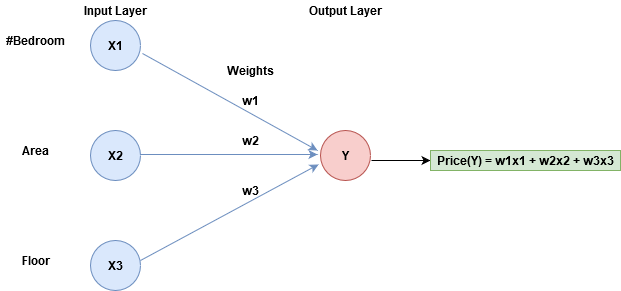 Input Layer
Output Layer
#Bedroom
X1
Weights
w1
Area
X2
w2
Y
Price(Y) = w1x1 + w2x2 + w3x3
w3
Floor
X3